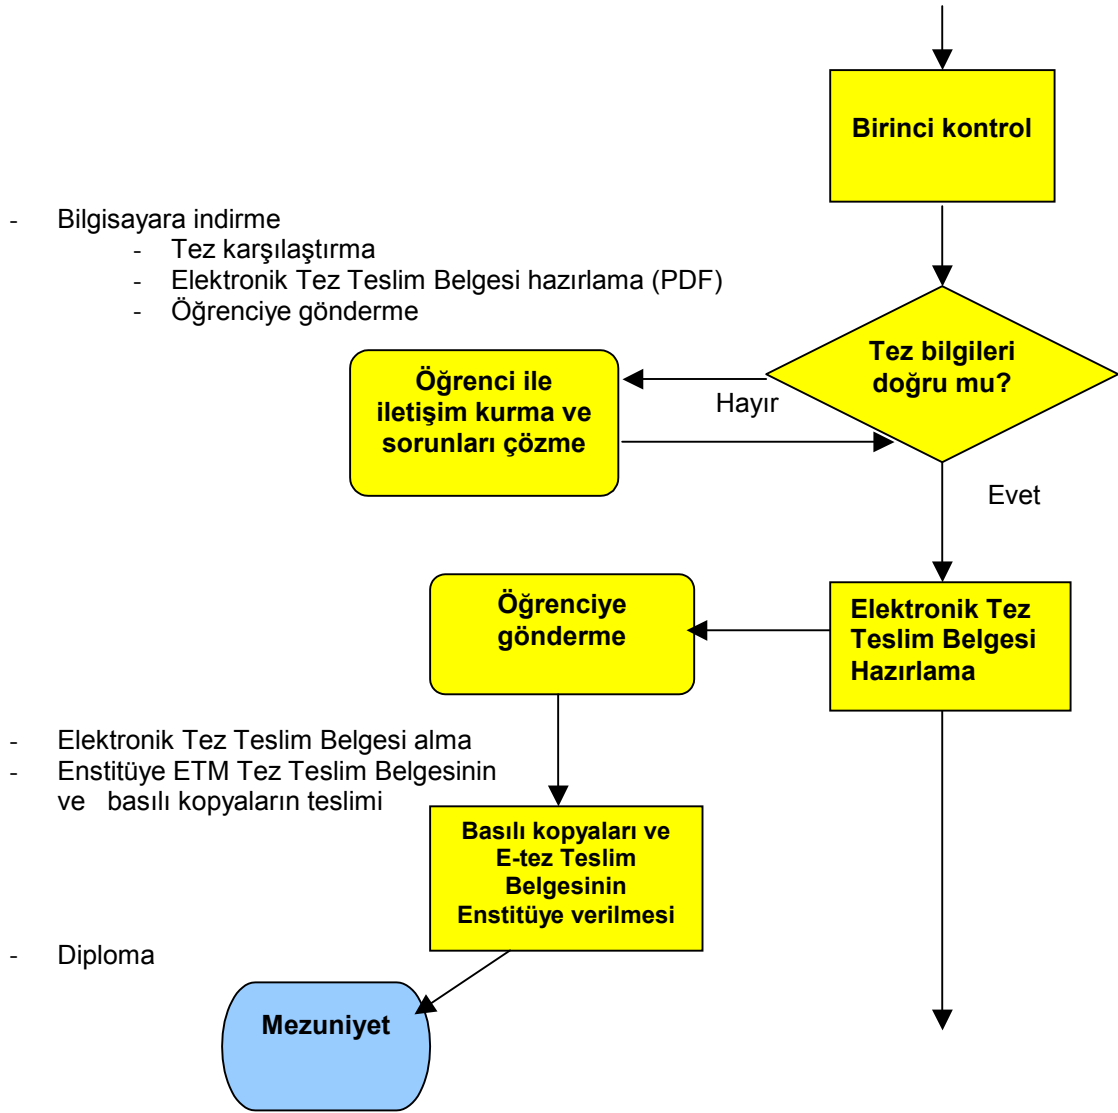 Birinci kontrol
- Bilgisayara indirme
- Tez karşılaştırma
- Elektronik Tez Teslim Belgesi hazırlama (PDF)
- Öğrenciye gönderme
Tez bilgileri
doğru mu?
Öğrenci ile
iletişim kurma ve
sorunları çözme
Hayır
Evet
Öğrenciye
gönderme
Elektronik Tez
Teslim Belgesi
Hazırlama
- Elektronik Tez Teslim Belgesi alma
- Enstitüye ETM Tez Teslim Belgesinin
ve basılı kopyaların teslimi
Basılı kopyaları ve
E-tez Teslim
Belgesinin
Enstitüye verilmesi
- Diploma
Mezuniyet